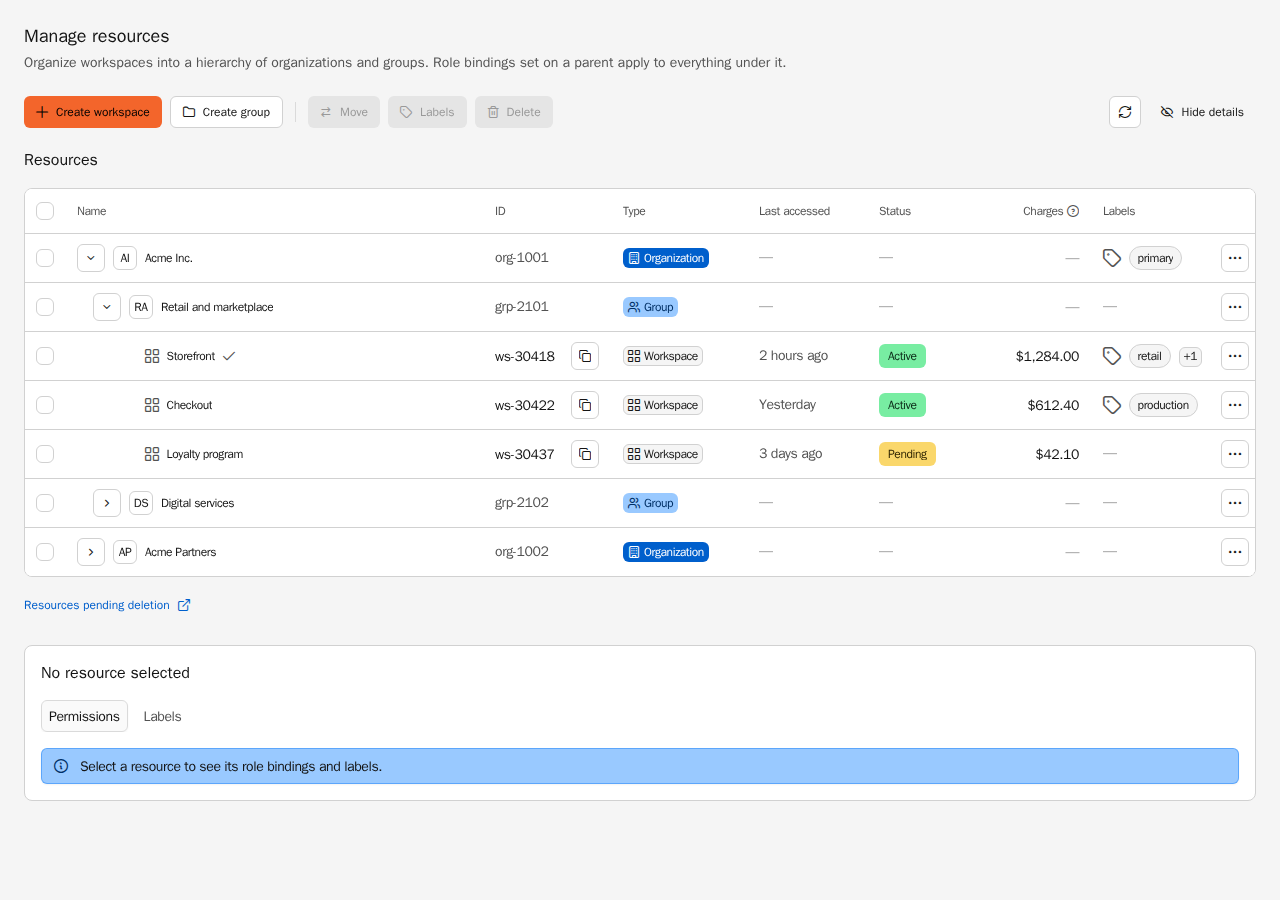 Manage resources
Organize workspaces into a hierarchy of organizations and groups. Role bindings set on a parent apply to everything under it.
Create workspace Create group Move Labels Delete Hide details
Resources
Name ID Type Last accessed Status Charges Labels
AI Acme Inc. org-1001 Organization — — — primary
RA Retail and marketplace grp-2101 Group — — — —
Storefront ws-30418 Workspace 2 hours ago Active $1,284.00 retail +1
Checkout ws-30422 Workspace Yesterday Active $612.40 production
Loyalty program ws-30437 Workspace 3 days ago Pending $42.10 —
DS Digital services grp-2102 Group — — — —
AP Acme Partners org-1002 Organization — — — —
Resources pending deletion
No resource selected
Permissions Labels
Select a resource to see its role bindings and labels.